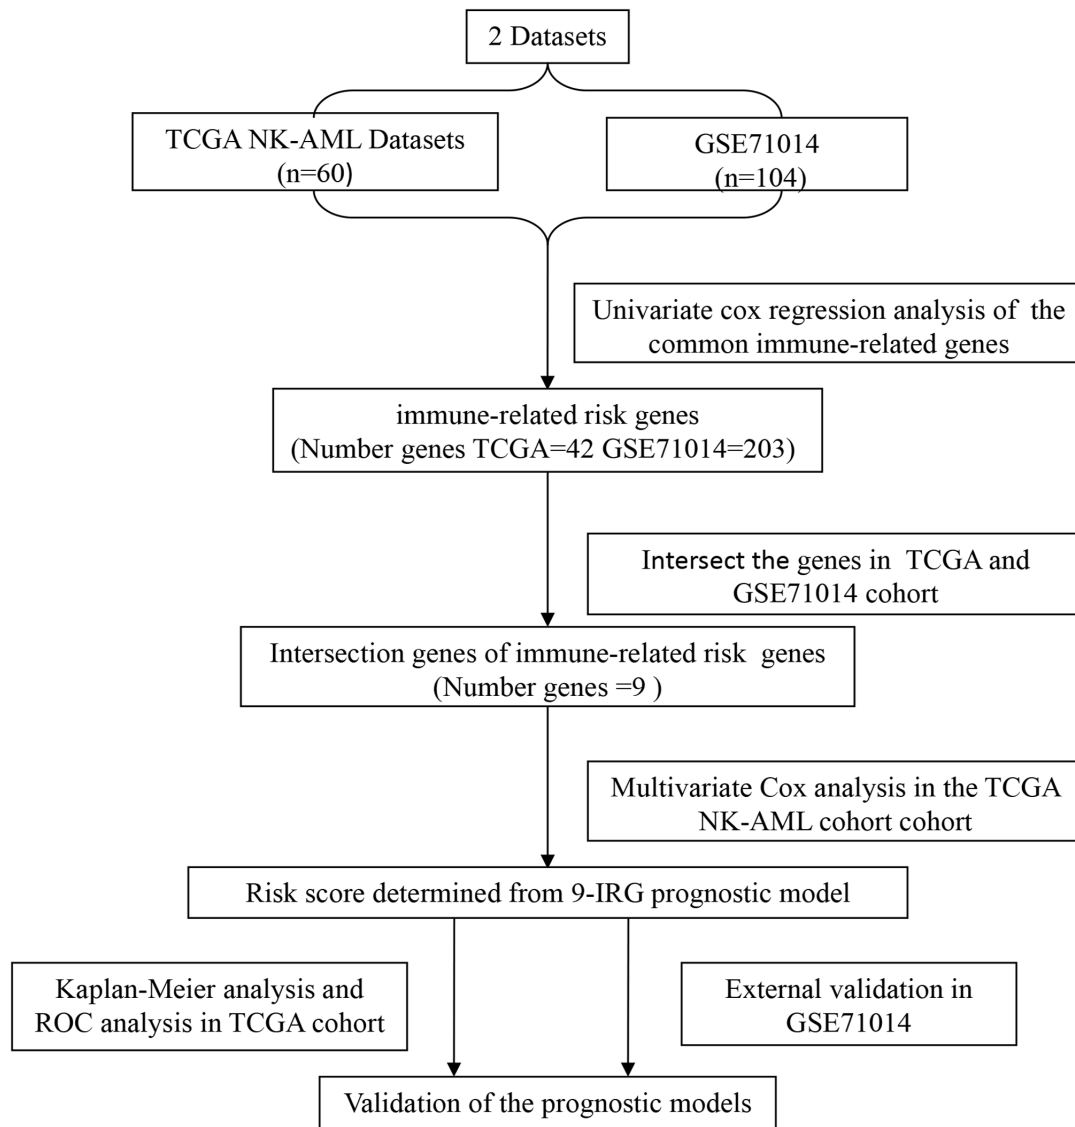 2 Datasets
TCGA NK-AML Datasets
(n=60)
GSE71014
(n=104)
Univariate cox regression analysis of the
common immune-related genes
immune-related risk genes
(Number genes TCGA=42 GSE71014=203)
Intersect the genes in TCGA and
GSE71014 cohort
Intersection genes of immune-related risk genes
(Number genes =9 )
Multivariate Cox analysis in the TCGA
NK-AML cohort cohort
Risk score determined from 9-IRG prognostic model
Kaplan-Meier analysis and
ROC analysis in TCGA cohort
External validation in
GSE71014
Validation of the prognostic models